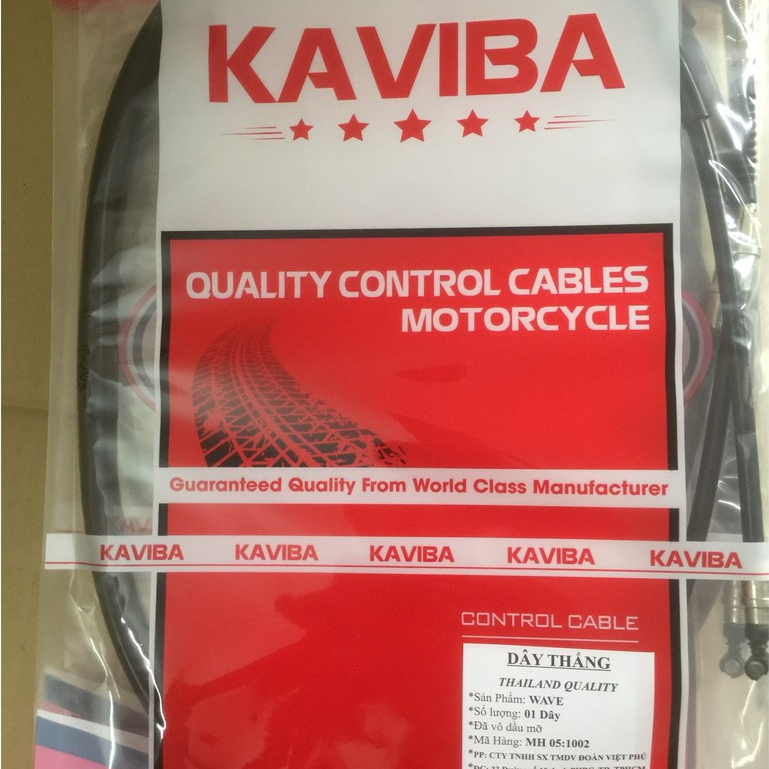 KAVIBA
QUALITY CONTROL CABLES
MOTORCYCLE
Guaranteed Quality From World Class Manufacturer
KAVIBA KAVIBA KAVIBA KAVIBA KAVIBA
CONTROL CABLE
DÂY THẮNG
THAILAND QUALITY
*Sản Phẩm: WAVE
*Số lượng: 01 Dây
*Đã vô dầu mỡ
*Mã Hàng: MH 05:1002
*PP: CTY TNHH SX TMDV ĐOÀN VIỆT PHÚ